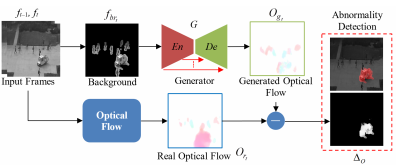 f_{t-1}, f_t
f_{br_t}
G
O_{g_t}
Abnormality
Detection
En
De
Input Frames
Background
Generator
Generated Optical
Flow
Optical
Flow
Real Optical Flow
O_{r_t}
Δ_O